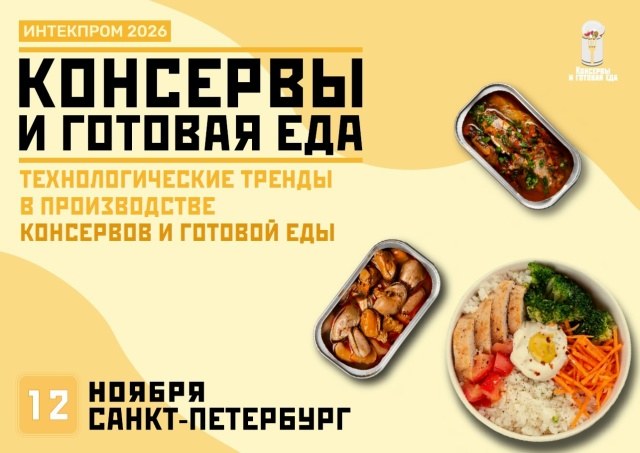 ИНТЕКПРОМ 2026
КОНСЕРВЫ
И ГОТОВАЯ ЕДА
ТЕХНОЛОГИЧЕСКИЕ ТРЕНДЫ
В ПРОИЗВОДСТВЕ
КОНСЕРВОВ И ГОТОВОЙ ЕДЫ
КОНСЕРВЫ
И ГОТОВАЯ ЕДА
12
НОЯБРЯ
САНКТ-ПЕТЕРБУРГ